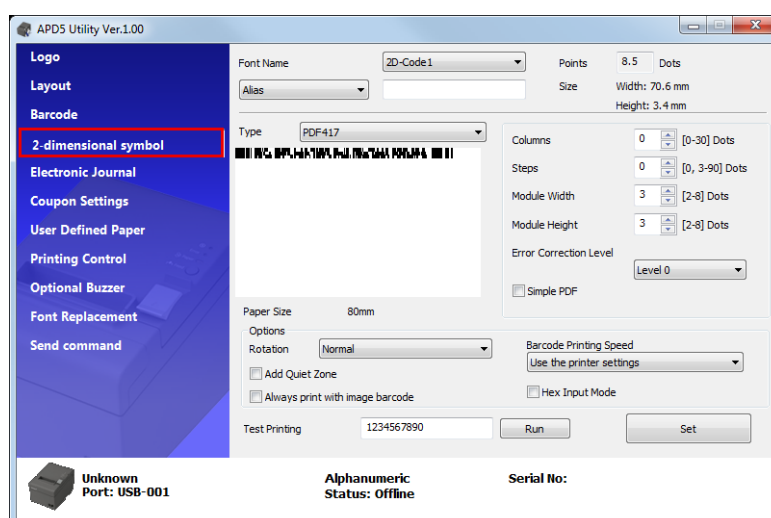 APD5 Utility Ver.1.00
Logo
Layout
Barcode
2-dimensional symbol
Electronic Journal
Coupon Settings
User Defined Paper
Printing Control
Optional Buzzer
Font Replacement
Send command
Font Name 2D-Code1 Points 8.5 Dots
Alias Size Width: 70.6 mm
Height: 3.4 mm
Type PDF417
Columns 0 [0-30] Dots
Steps 0 [0, 3-90] Dots
Module Width 3 [2-8] Dots
Module Height 3 [2-8] Dots
Error Correction Level
Level 0
Simple PDF
Paper Size 80mm
Options
Rotation Normal
Barcode Printing Speed
Use the printer settings
Add Quiet Zone
Always print with image barcode
Hex Input Mode
Test Printing 1234567890 Run Set
Unknown Alphanumeric Serial No:
Port: USB-001 Status: Offline